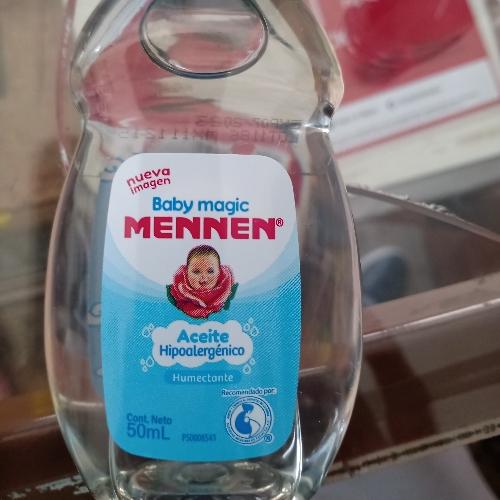 nueva
imagen
Baby magic
MENNEN®
Aceite
Hipoalergénico
Humectante
Recomendado por:
Cont. Neto
50mL